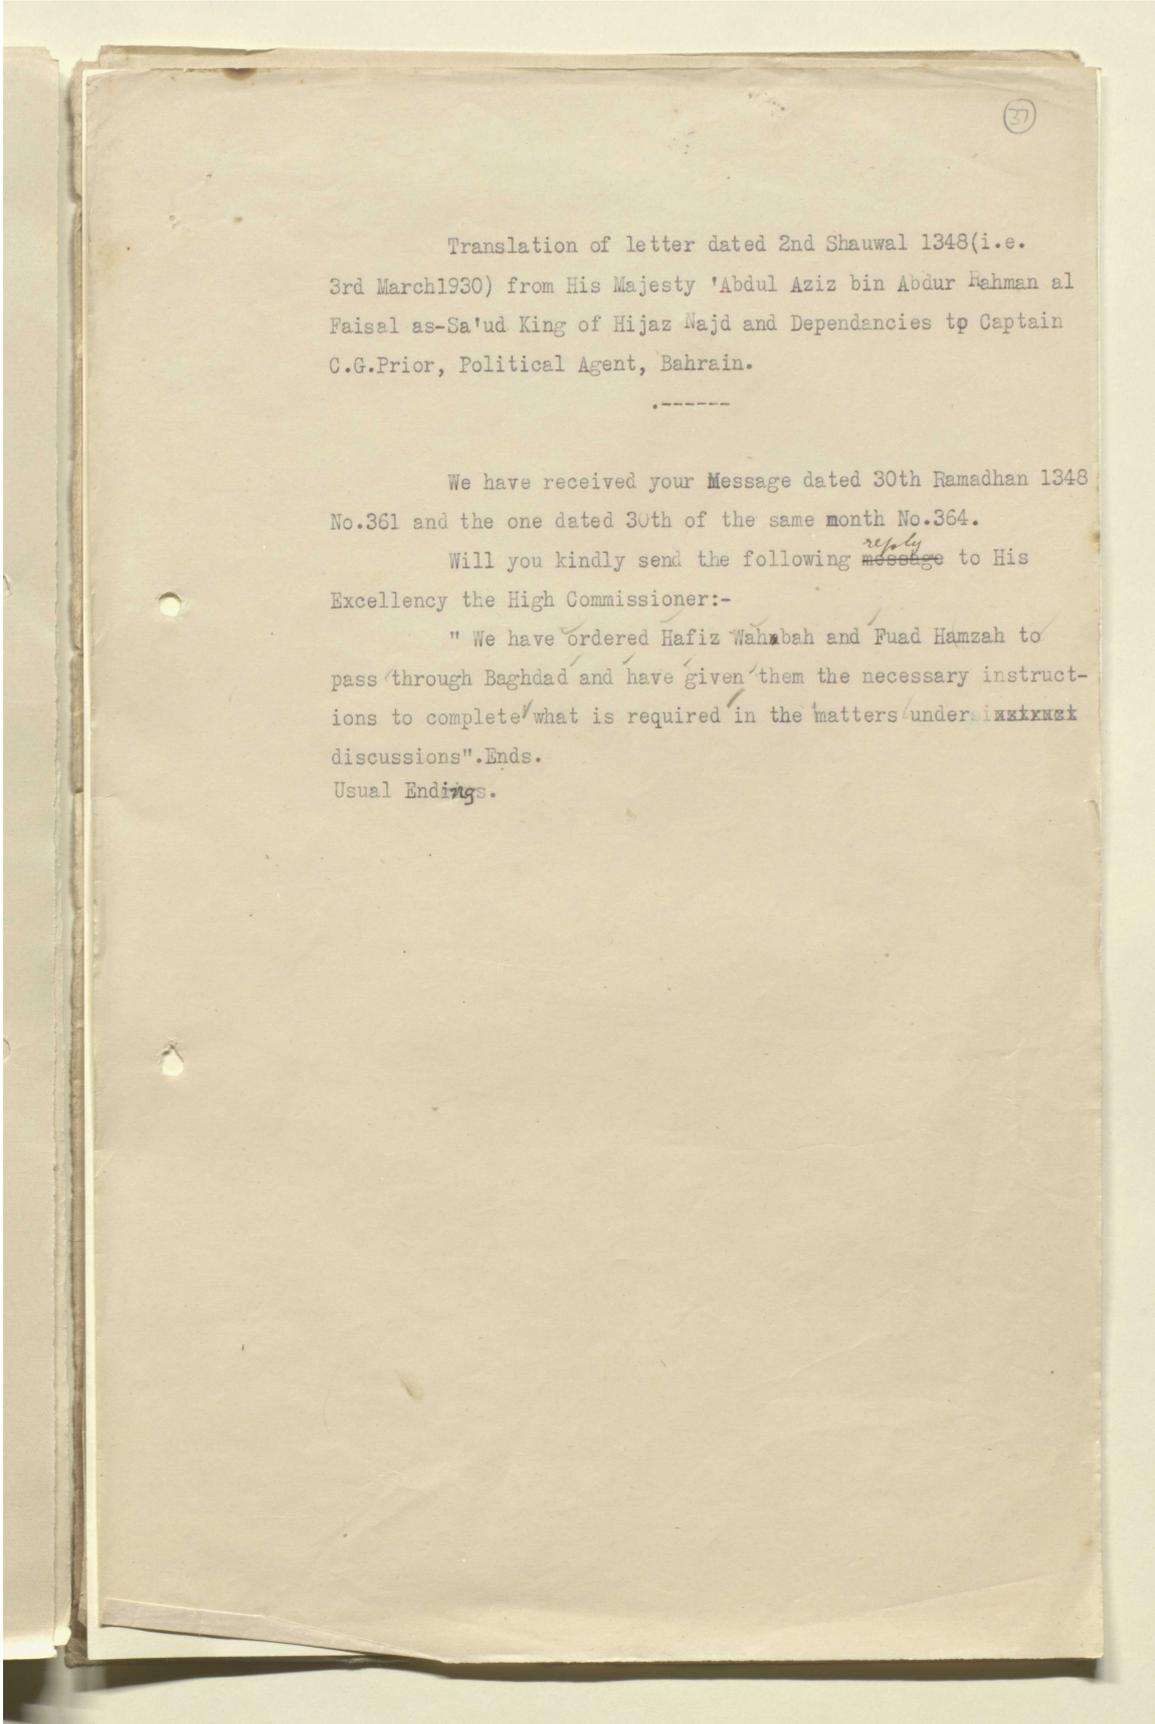 37
Translation of letter dated 2nd Shauwal 1348(i.e.
3rd March1930) from His Majesty 'Abdul Aziz bin Abdur Rahman al
Faisal as-Sa'ud King of Hijaz Najd and Dependancies to Captain
C.G.Prior, Political Agent, Bahrain.
.------
We have received your Message dated 30th Ramadhan 1348
No.361 and the one dated 30th of the same month No.364.
reply
Will you kindly send the following message to His
Excellency the High Commissioner:-
" We have ordered Hafiz Wahabah and Fuad Hamzah to
pass through Baghdad and have given them the necessary instruct-
ions to complete what is required in the matters under
discussions".Ends.
Usual Endings.